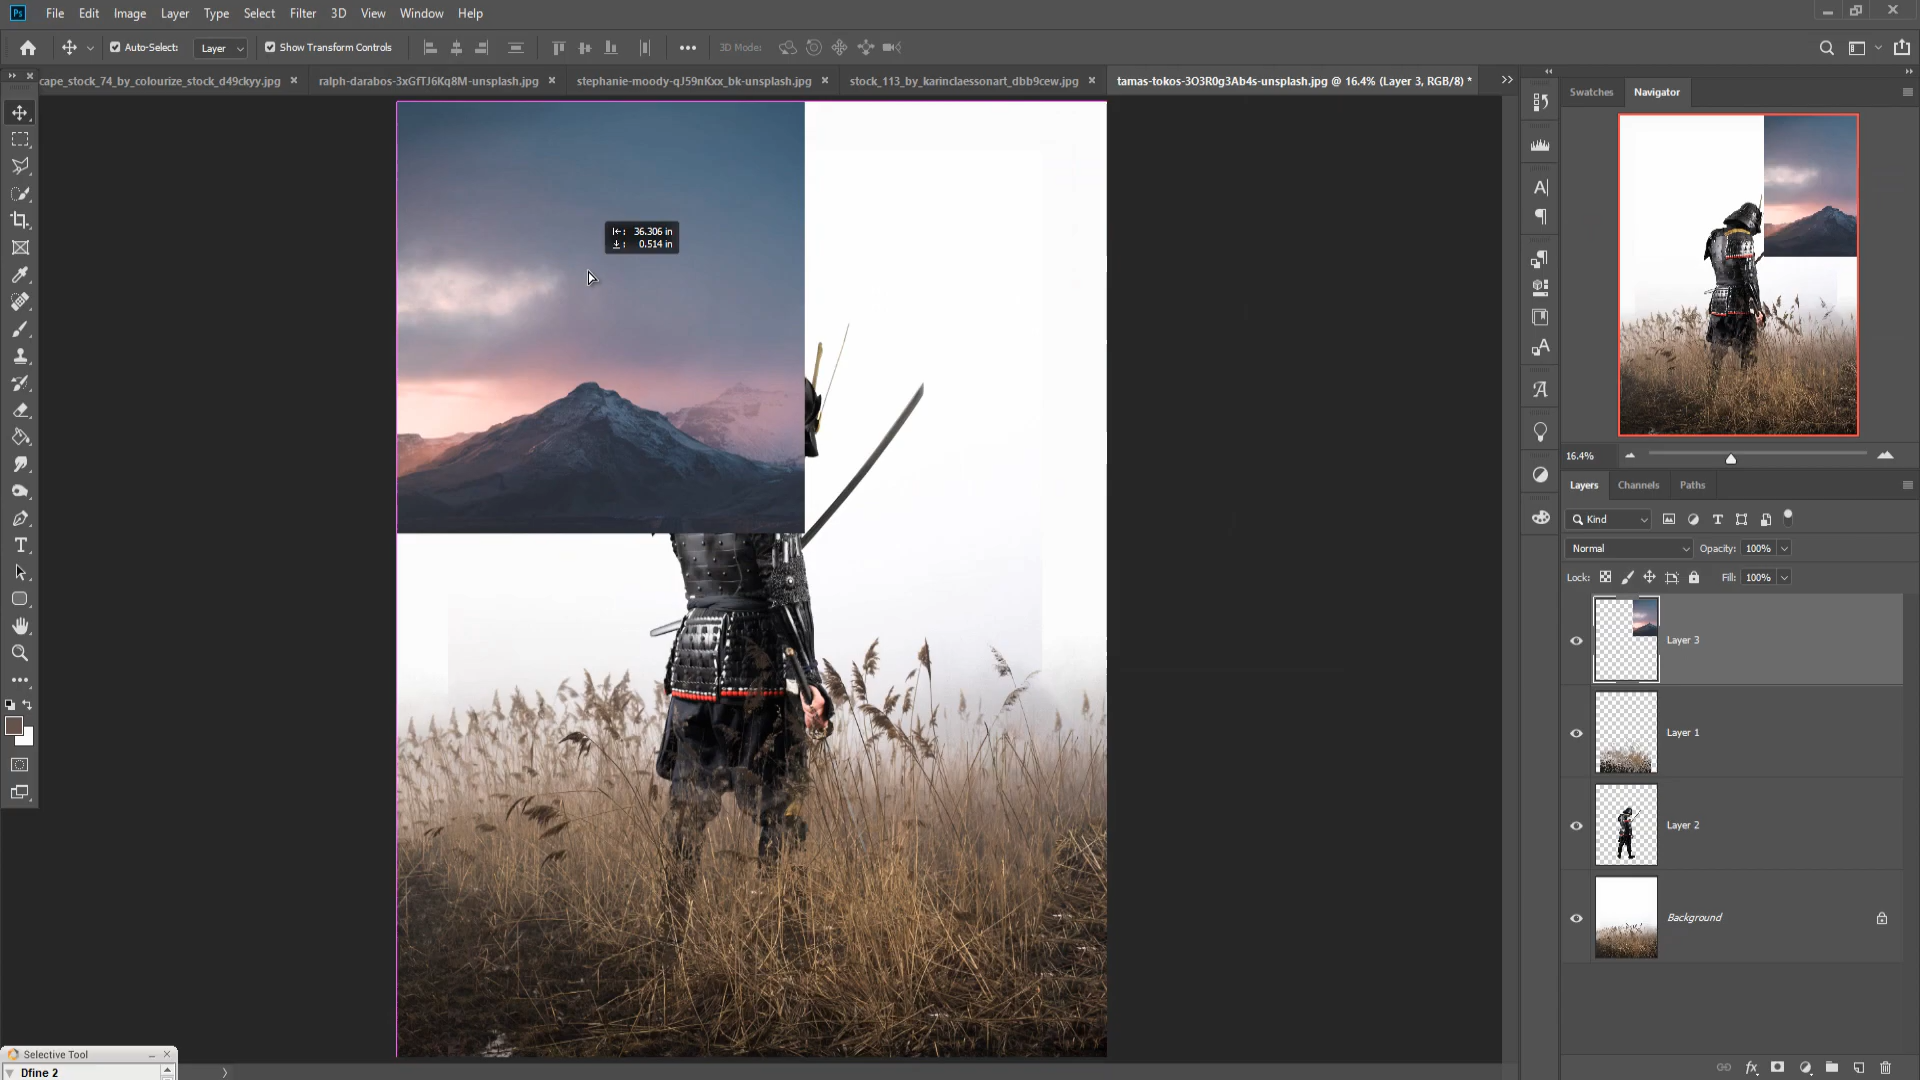 Ps File Edit Image Layer Type Select Filter 3D View Window Help
Auto-Select: Layer Show Transform Controls 3D Mode:
cape_stock_74_by_colourize_stock_d49ckyy.jpg ralph-darabos-3xGfTJ6Kq8M-unsplash.jpg stephanie-moody-qJ59nKxx_bk-unsplash.jpg stock_113_by_karinclaessonart_dbb9cew.jpg tamas-tokos-3O3R0g3Ab4s-unsplash.jpg @ 16.4% (Layer 3, RGB/8) *
Swatches Navigator
36.306 in
0.514 in
16.4%
Layers Channels Paths
Kind
Normal Opacity: 100%
Lock: Fill: 100%
Layer 3
Layer 1
Layer 2
Background
Selective Tool
Dfine 2